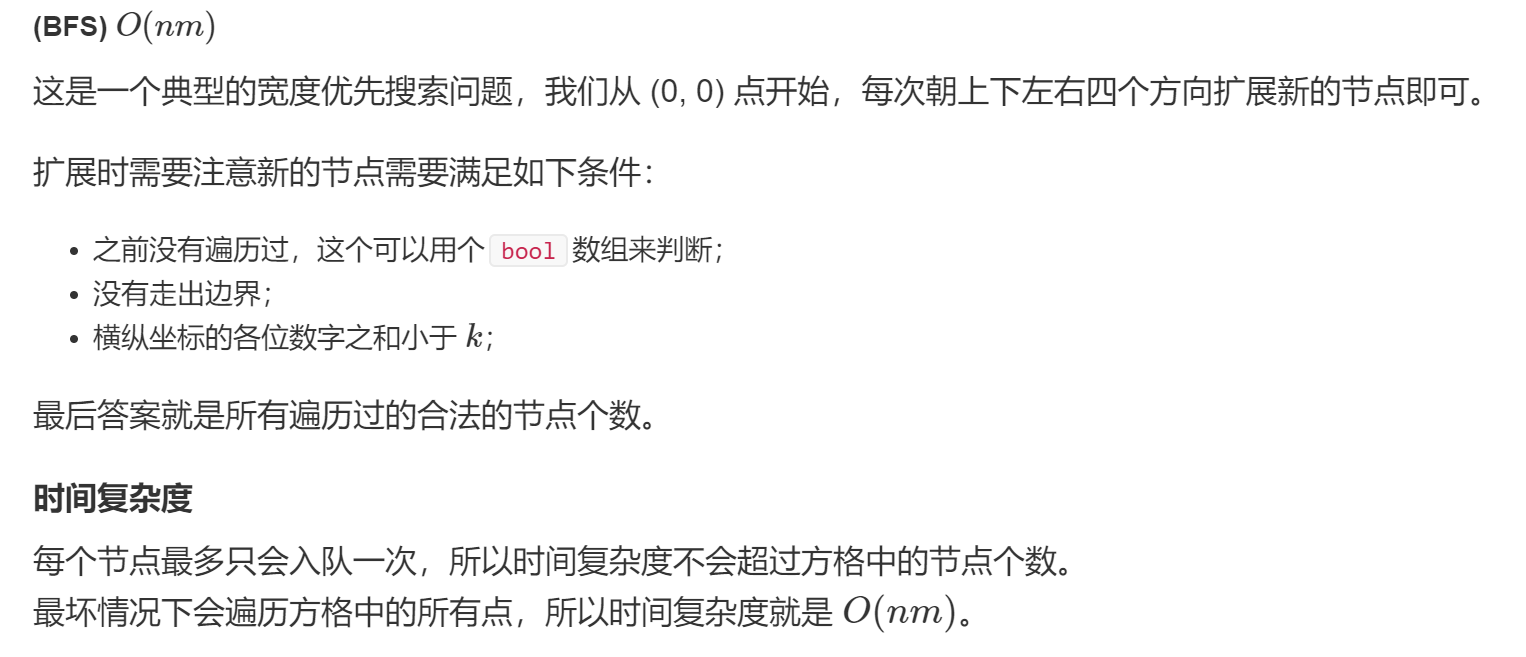 (BFS) O(nm)
这是一个典型的宽度优先搜索问题，我们从 (0, 0) 点开始，每次朝上下左右四个方向扩展新的节点即可。
扩展时需要注意新的节点需要满足如下条件：
• 之前没有遍历过，这个可以用个 bool 数组来判断；
• 没有走出边界；
• 横纵坐标的各位数字之和小于 k；
最后答案就是所有遍历过的合法的节点个数。
时间复杂度
每个节点最多只会入队一次，所以时间复杂度不会超过方格中的节点个数。
最坏情况下会遍历方格中的所有点，所以时间复杂度就是 O(nm)。